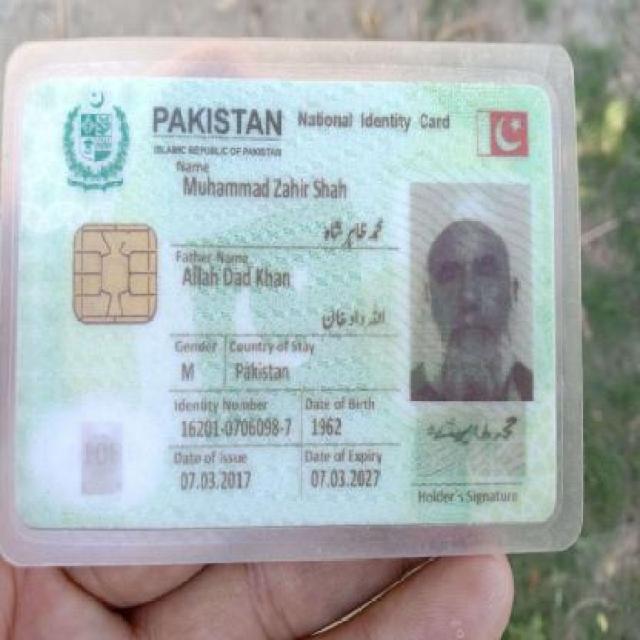 PAKISTAN National Identity Card
ISLAMIC REPUBLIC OF PAKISTAN
Name
Muhammad Zahir Shah
محمد ظاہر شاہ
Father Name
Allah Dad Khan
اللہ داد خان
Gender Country of Stay
M Pakistan
Identity Number Date of Birth
16201-0706098-7 1962
Date of Issue Date of Expiry
07.03.2017 07.03.2027
Holder's Signature